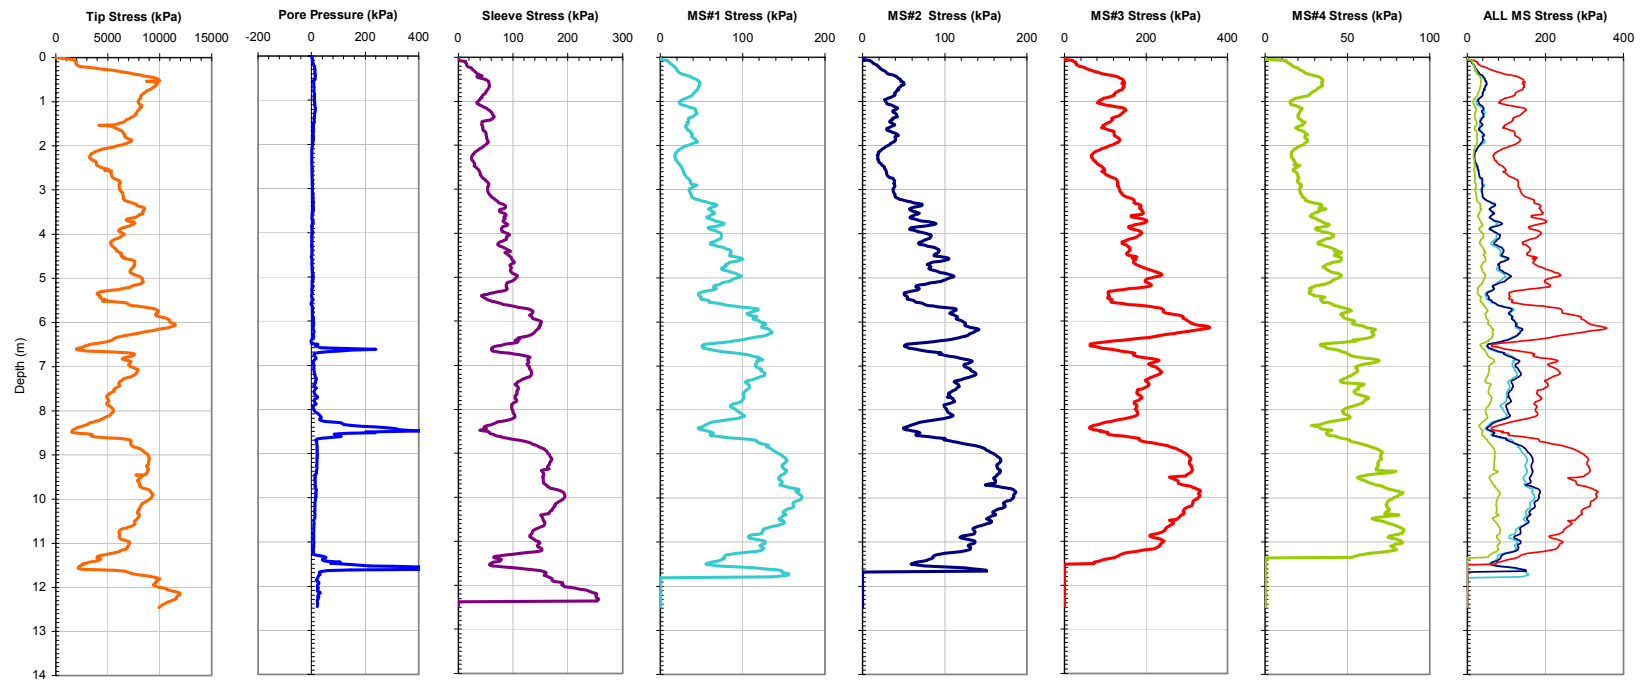 Tip Stress (kPa)
0 5000 10000 15000
Pore Pressure (kPa)
-200 0 200 400
Sleeve Stress (kPa)
0 100 200 300
MS#1 Stress (kPa)
0 100 200
MS#2 Stress (kPa)
0 50 100 150 200
MS#3 Stress (kPa)
0 200 400
MS#4 Stress (kPa)
0 50 100
ALL MS Stress (kPa)
0 200 400
Depth (m)
0
1
2
3
4
5
6
7
8
9
10
11
12
13
14